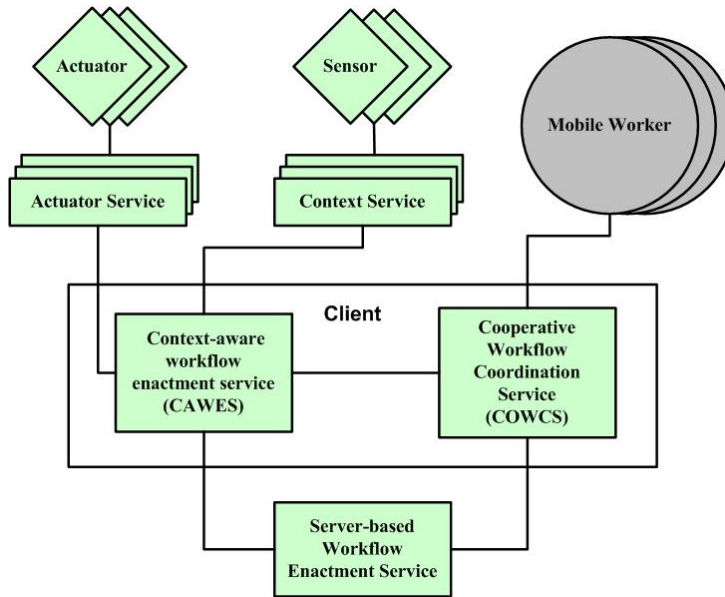 Actuator
Sensor
Mobile Worker
Actuator Service
Context Service
Client
Context-aware
workflow
enactment service
(CAWES)
Cooperative
Workflow
Coordination
Service
(COWCS)
Server-based
Workflow
Enactment Service